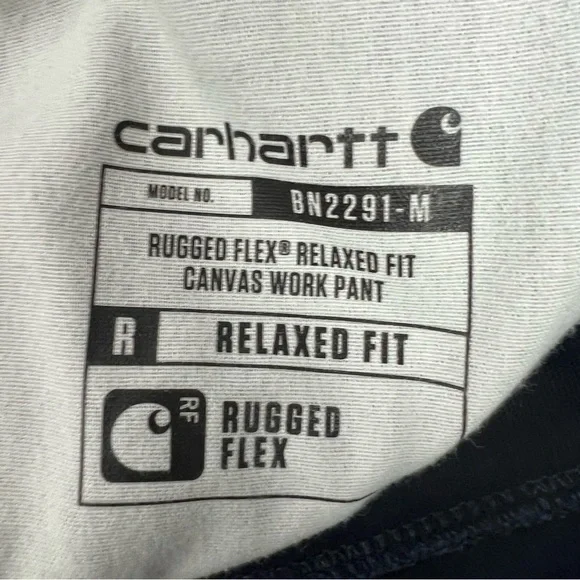 carhartt
MODEL NO. BN2291-M
RUGGED FLEX® RELAXED FIT
CANVAS WORK PANT
R RELAXED FIT
RF RUGGED
FLEX